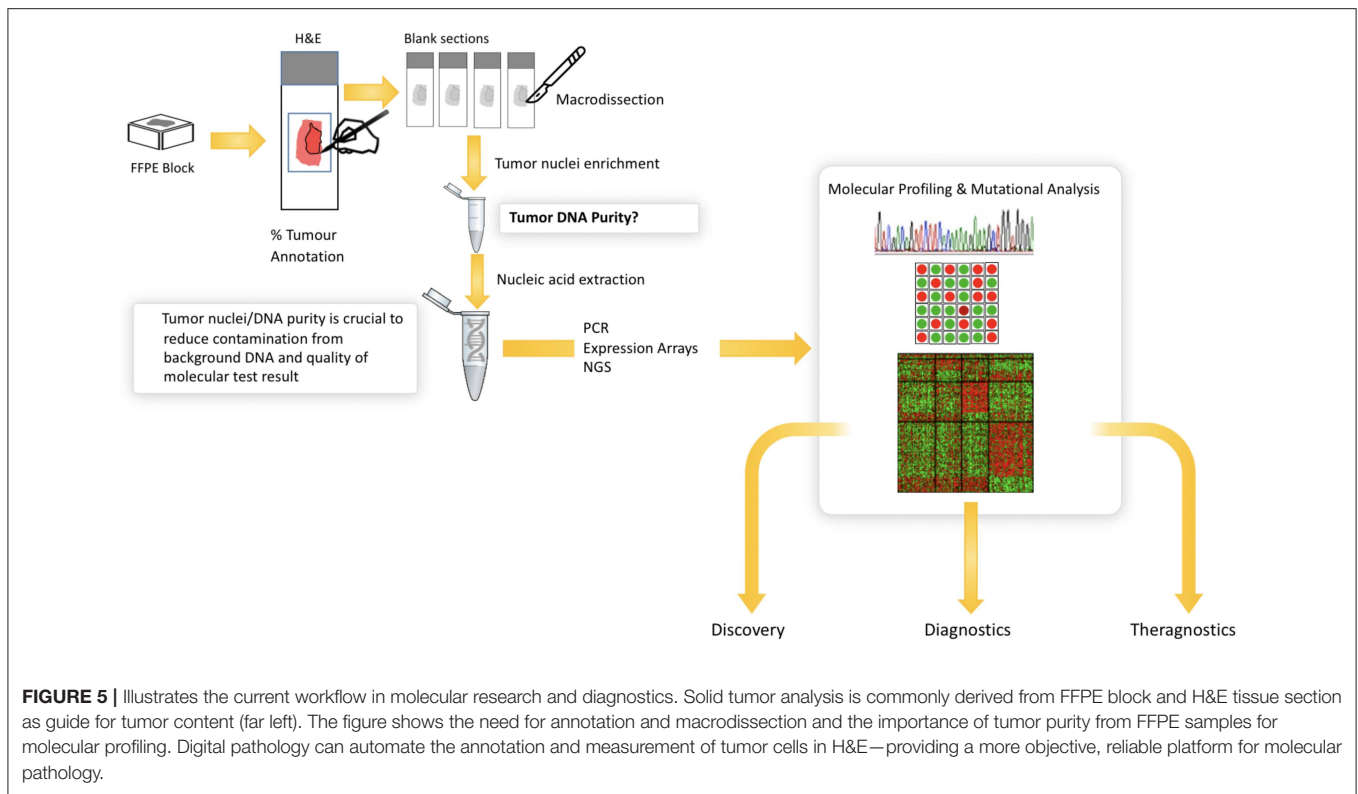 H&E
Blank sections
Macrodissection
FFPE Block
% Tumour
Annotation
Tumor nuclei enrichment
Tumor DNA Purity?
Nucleic acid extraction
Tumor nuclei/DNA purity is crucial to
reduce contamination from
background DNA and quality of
molecular test result
PCR
Expression Arrays
NGS
Molecular Profiling & Mutational Analysis
Discovery
Diagnostics
Theragnostics
FIGURE 5 | Illustrates the current workflow in molecular research and diagnostics. Solid tumor analysis is commonly derived from FFPE block and H&E tissue section
as guide for tumor content (far left). The figure shows the need for annotation and macrodissection and the importance of tumor purity from FFPE samples for
molecular profiling. Digital pathology can automate the annotation and measurement of tumor cells in H&E—providing a more objective, reliable platform for molecular
pathology.